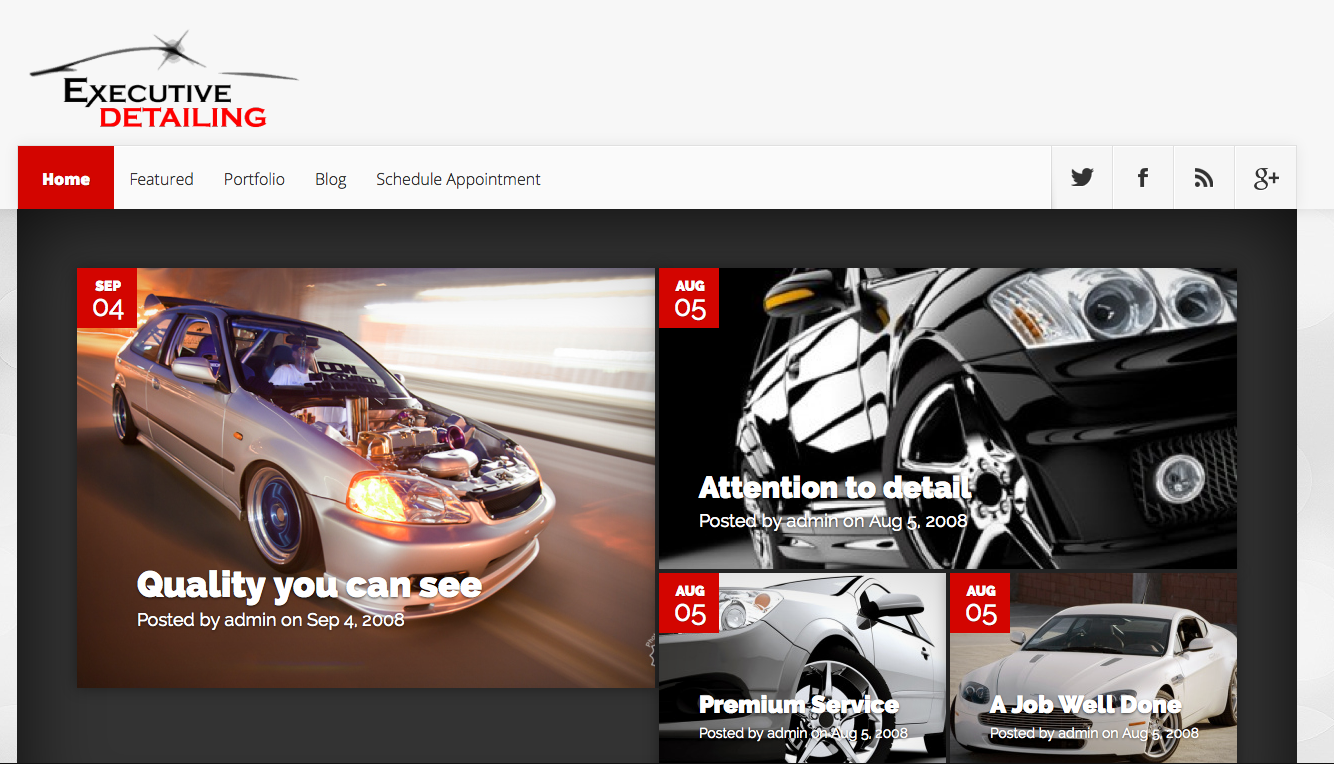 EXECUTIVE
DETAILING
Home
Featured
Portfolio
Blog
Schedule Appointment
g+
SEP
04
Quality you can see
Posted by admin on Sep 4, 2008
AUG
05
Attention to detail
Posted by admin on Aug 5, 2008
AUG
05
Premium Service
Posted by admin on Aug 5, 2008
AUG
05
A Job Well Done
Posted by admin on Aug 5, 2008